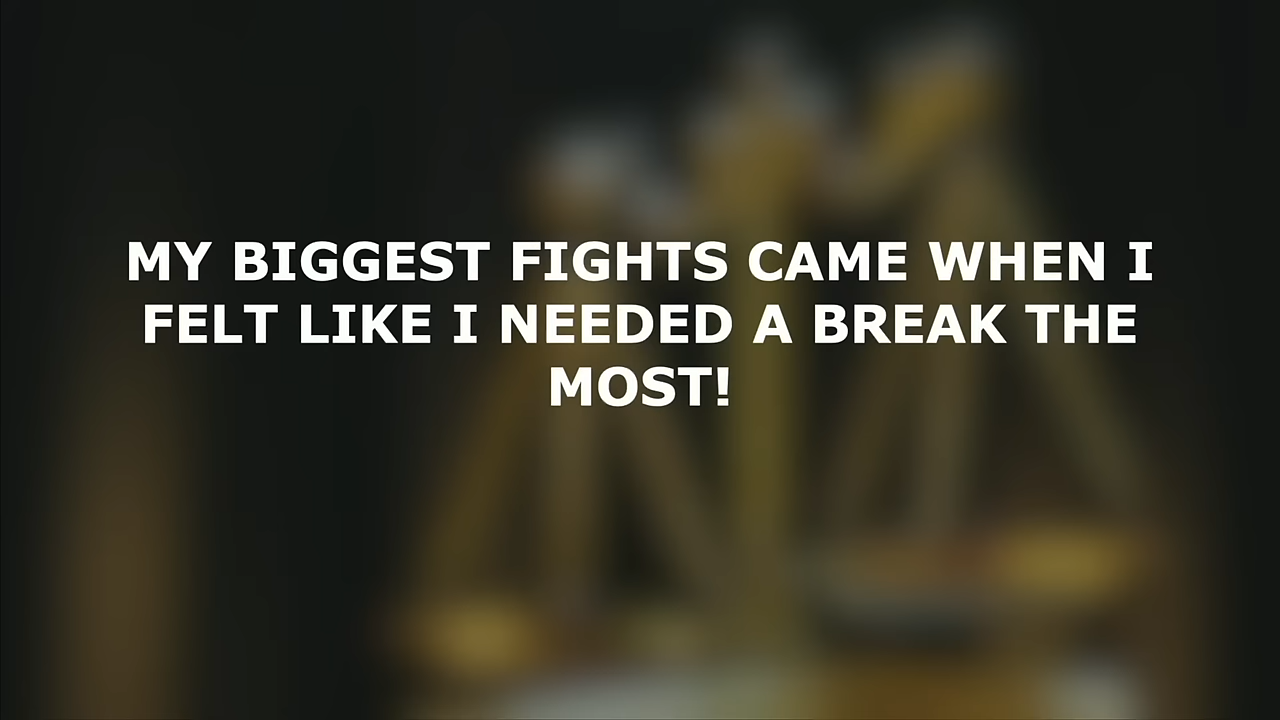 MY BIGGEST FIGHTS CAME WHEN I
FELT LIKE I NEEDED A BREAK THE
MOST!